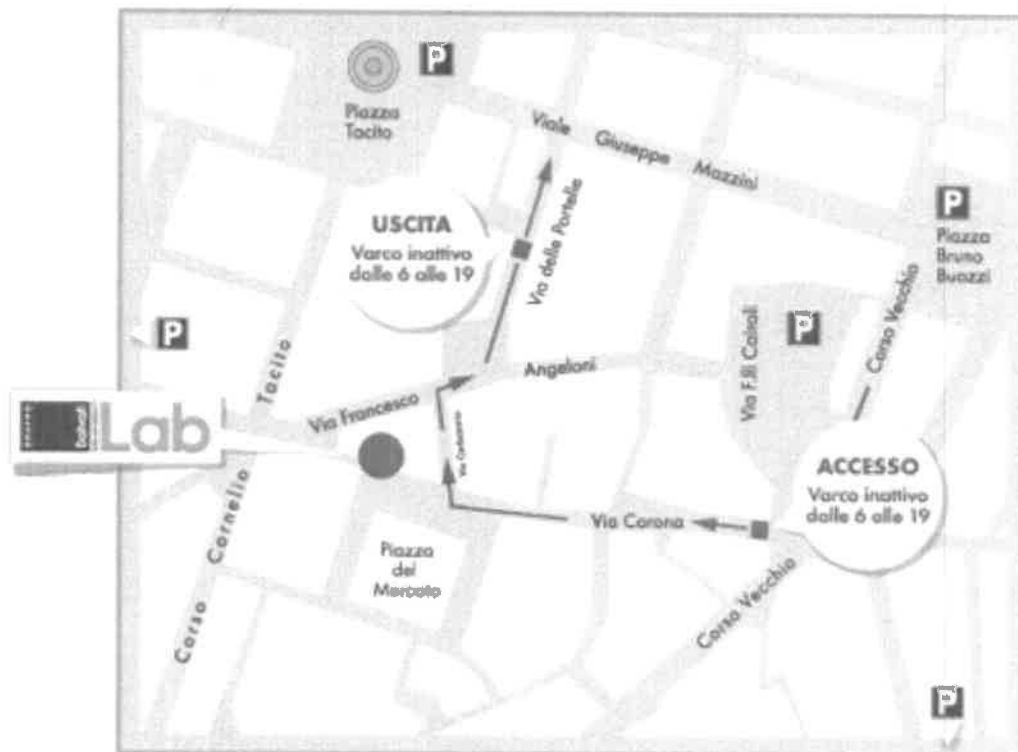 P
Piazza
Tacito
Viale Giuseppe Mazzini
USCITA
Varco inattivo
dalle 6 alle 19
Via delle Portelle
P
Piazza
Bruno
Buozzi
P
P
Corso Vecchio
Via F.lli Cairoli
Via Francesco Angeloni
Lab
ACCESSO
Varco inattivo
dalle 6 alle 19
Via Corona
Piazza
del
Mercato
Corso Cornelio Tacito
Corso Vecchio
P